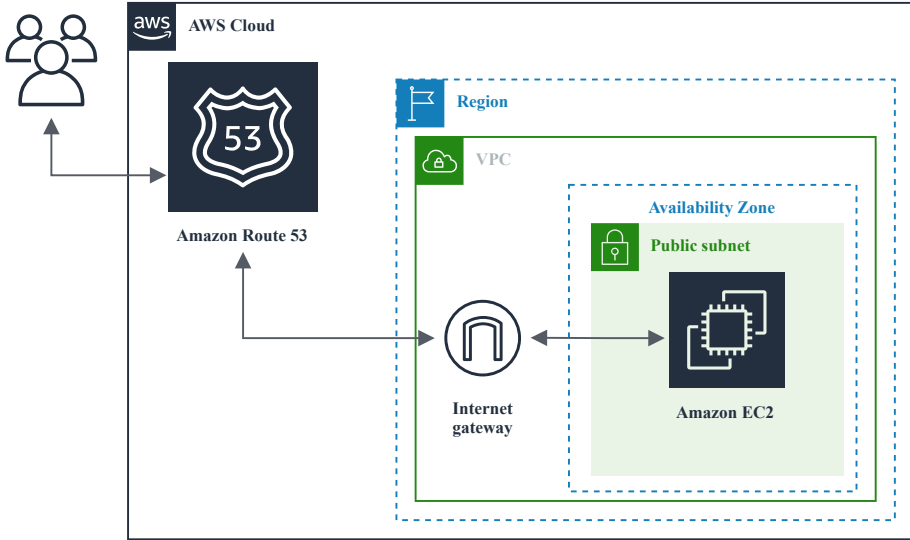 aws
AWS Cloud
53
Amazon Route 53
Region
VPC
Availability Zone
Public subnet
Internet
gateway
Amazon EC2